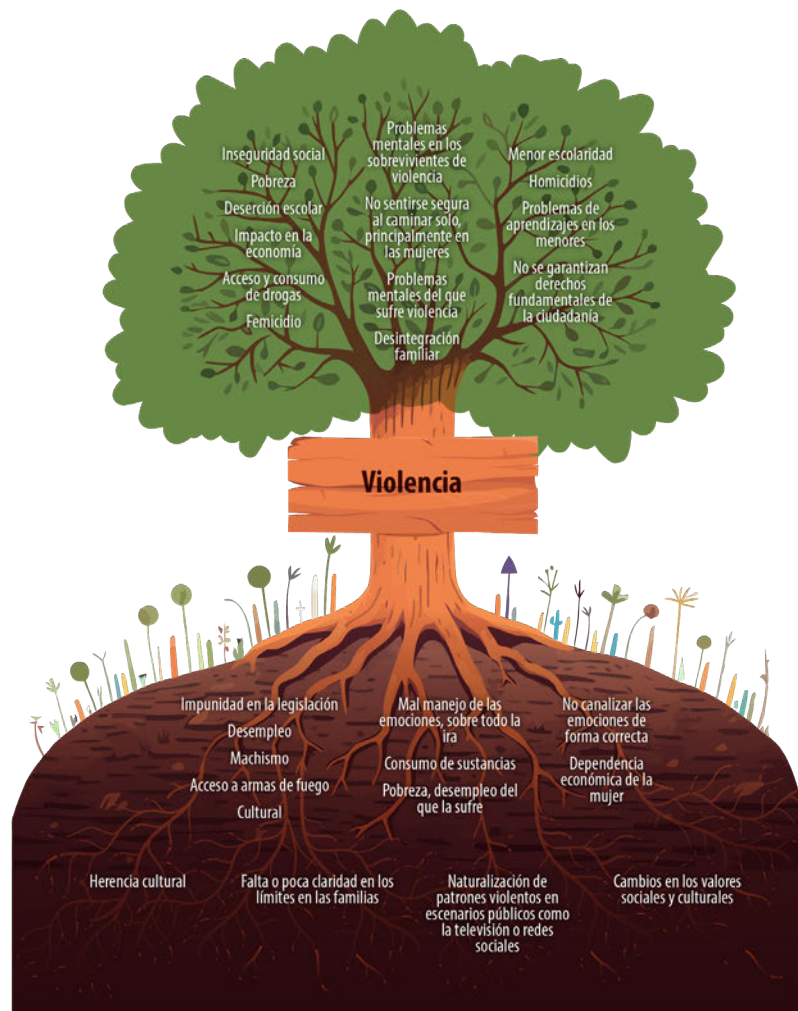 Inseguridad social
Pobreza
Deserción escolar
Impacto en la
economía
Acceso y consumo
de drogas
Femicidio
Problemas
mentales en los
sobrevivientes de
violencia
No sentirse segura
al caminar solo,
principalmente en
las mujeres
Problemas
mentales del que
sufre violencia
Desintegración
familiar
Menor escolaridad
Homicidios
Problemas de
aprendizajes en los
menores
No se garantizan
derechos
fundamentales de
la ciudadanía
Violencia
Impunidad en la legislación
Desempleo
Machismo
Acceso a armas de fuego
Cultural
Mal manejo de las
emociones, sobre todo la
ira
Consumo de sustancias
Pobreza, desempleo del
que la sufre
No canalizar las
emociones de
forma correcta
Dependencia
económica de la
mujer
Herencia cultural
Falta o poca claridad en los
límites en las familias
Naturalización de
patrones violentos en
escenarios públicos como
la televisión o redes
sociales
Cambios en los valores
sociales y culturales